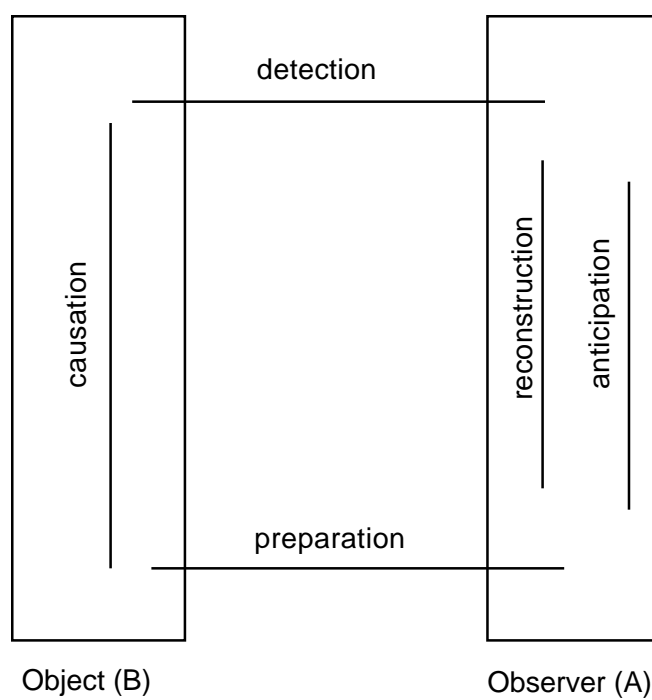 detection
causation
reconstruction
anticipation
preparation
Object (B)
Observer (A)